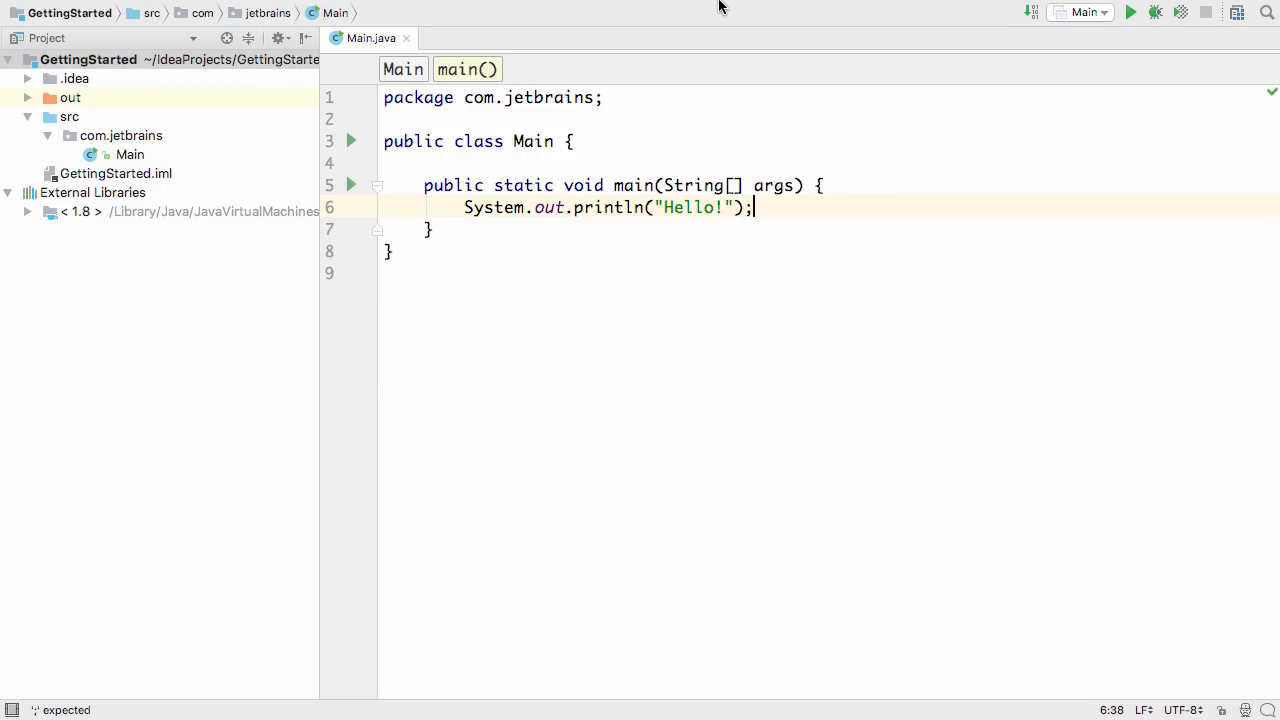 GettingStarted src com jetbrains Main
Main
Project
Main.java
GettingStarted ~/IdeaProjects/GettingStarte
.idea
out
src
com.jetbrains
Main
GettingStarted.iml
External Libraries
< 1.8 > /Library/Java/JavaVirtualMachines
Main main()
1 package com.jetbrains;
2
3 public class Main {
4
5 public static void main(String[] args) {
6 System.out.println("Hello!");
7 }
8 }
9
';' expected
6:38 LF UTF-8